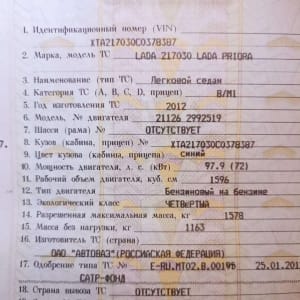 1. Идентификационный номер (VIN)
XTA217030C0378387
2. Марка, модель ТС LADA 217030 LADA PRIORA
3. Наименование (тип ТС) Легковой седан
4. Категория ТС (A, B, C, D, прицеп) B/M1
5. Год изготовления ТС 2012
6. Модель, № двигателя 21126 2992519
7. Шасси (рама) № ОТСУТСТВУЕТ
8. Кузов (кабина, прицеп) № XTA217030C0378387
9. Цвет кузова (кабины, прицепа) синий
10. Мощность двигателя, л. с. (кВт) 97.9 (72)
11. Рабочий объем двигателя, куб. см 1596
12. Тип двигателя Бензиновый на бензине
13. Экологический класс ЧЕТВЕРТЫЙ
14. Разрешенная максимальная масса, кг 1578
15. Масса без нагрузки, кг 1163
16. Изготовитель ТС (страна)
ОАО "АВТОВАЗ"(РОССИЙСКАЯ ФЕДЕРАЦИЯ)
17. Одобрение типа ТС № E-RU.MT02.B.00195 25.01.201
САТР-ФОНД
18. Страна вывоза ТС ОТСУТСТВУЕТ